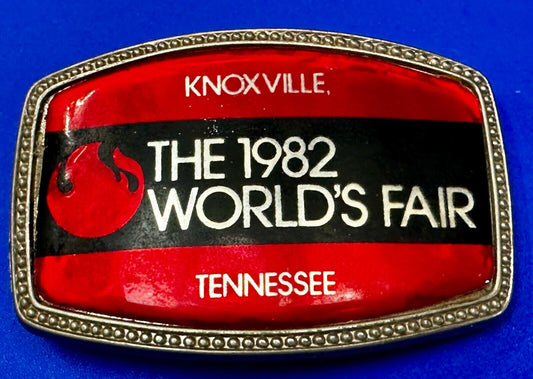 KNOXVILLE,
THE 1982
WORLD'S FAIR
TENNESSEE